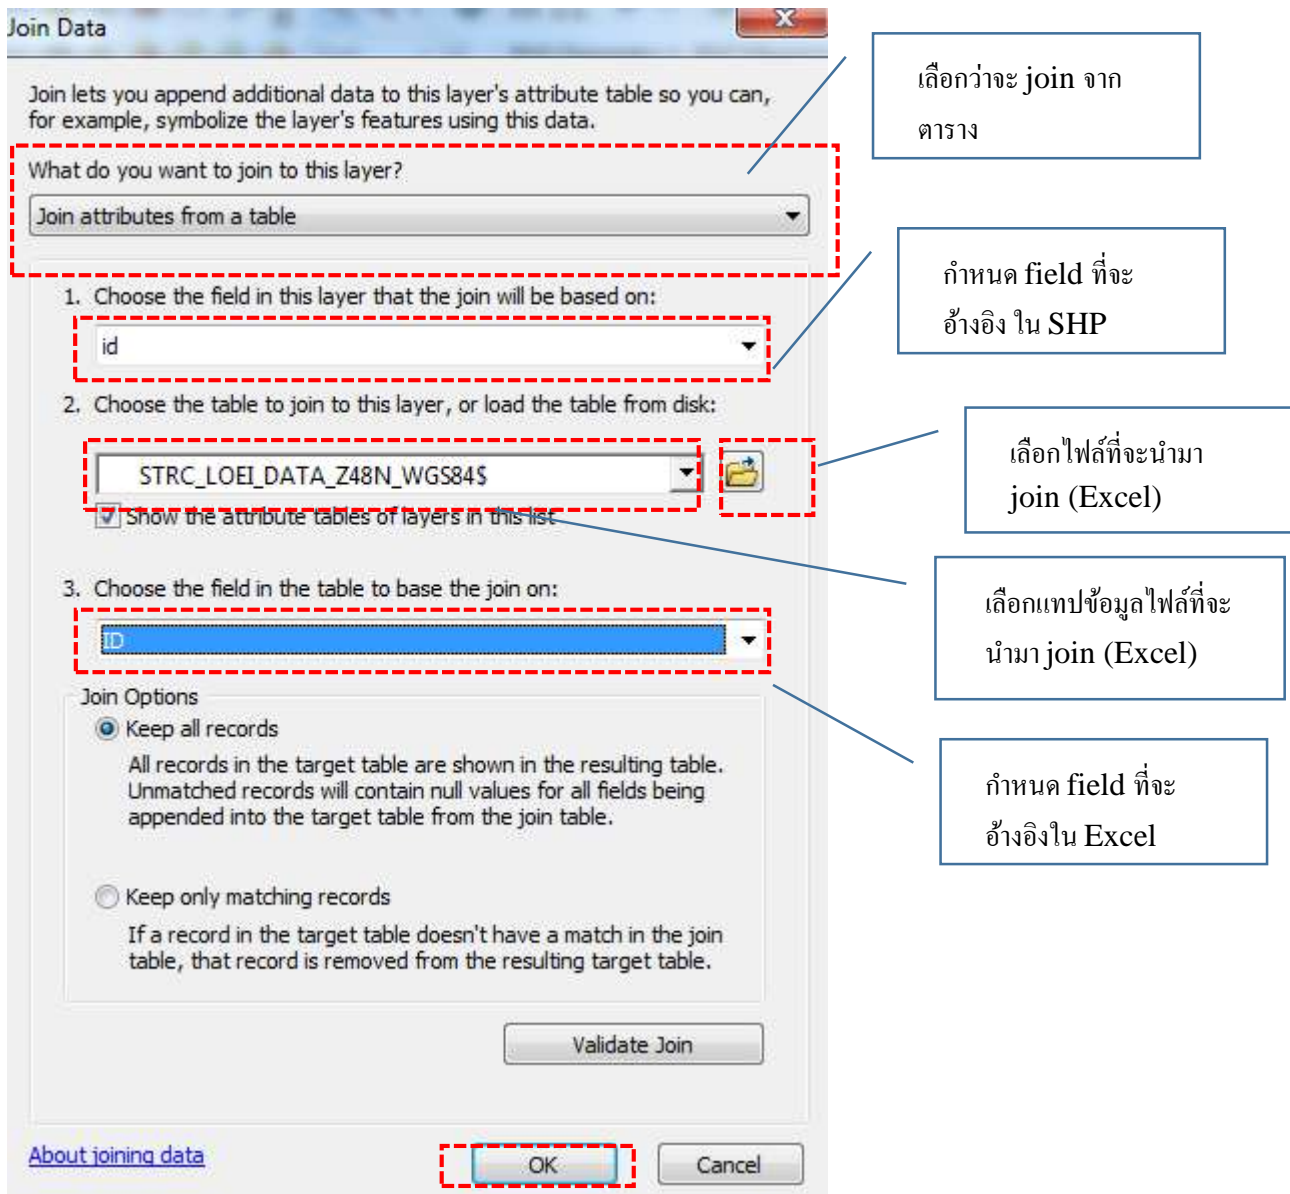 Join Data
Join lets you append additional data to this layer's attribute table so you can,
for example, symbolize the layer's features using this data.
What do you want to join to this layer?
Join attributes from a table
1. Choose the field in this layer that the join will be based on:
id
2. Choose the table to join to this layer, or load the table from disk:
STRC_LOEI_DATA_Z48N_WGS84$
Show the attribute tables of layers in this list
3. Choose the field in the table to base the join on:
ID
Join Options
Keep all records
All records in the target table are shown in the resulting table.
Unmatched records will contain null values for all fields being
appended into the target table from the join table.
Keep only matching records
If a record in the target table doesn't have a match in the join
table, that record is removed from the resulting target table.
Validate Join
About joining data
OK
Cancel
เลือกว่าจะ join จาก
ตาราง
กำหนด field ที่จะ
อ้างอิง ใน SHP
เลือกไฟล์ที่จะนำมา
join (Excel)
เลือกแทปข้อมูลไฟล์ที่จะ
นำมา join (Excel)
กำหนด field ที่จะ
อ้างอิงใน Excel